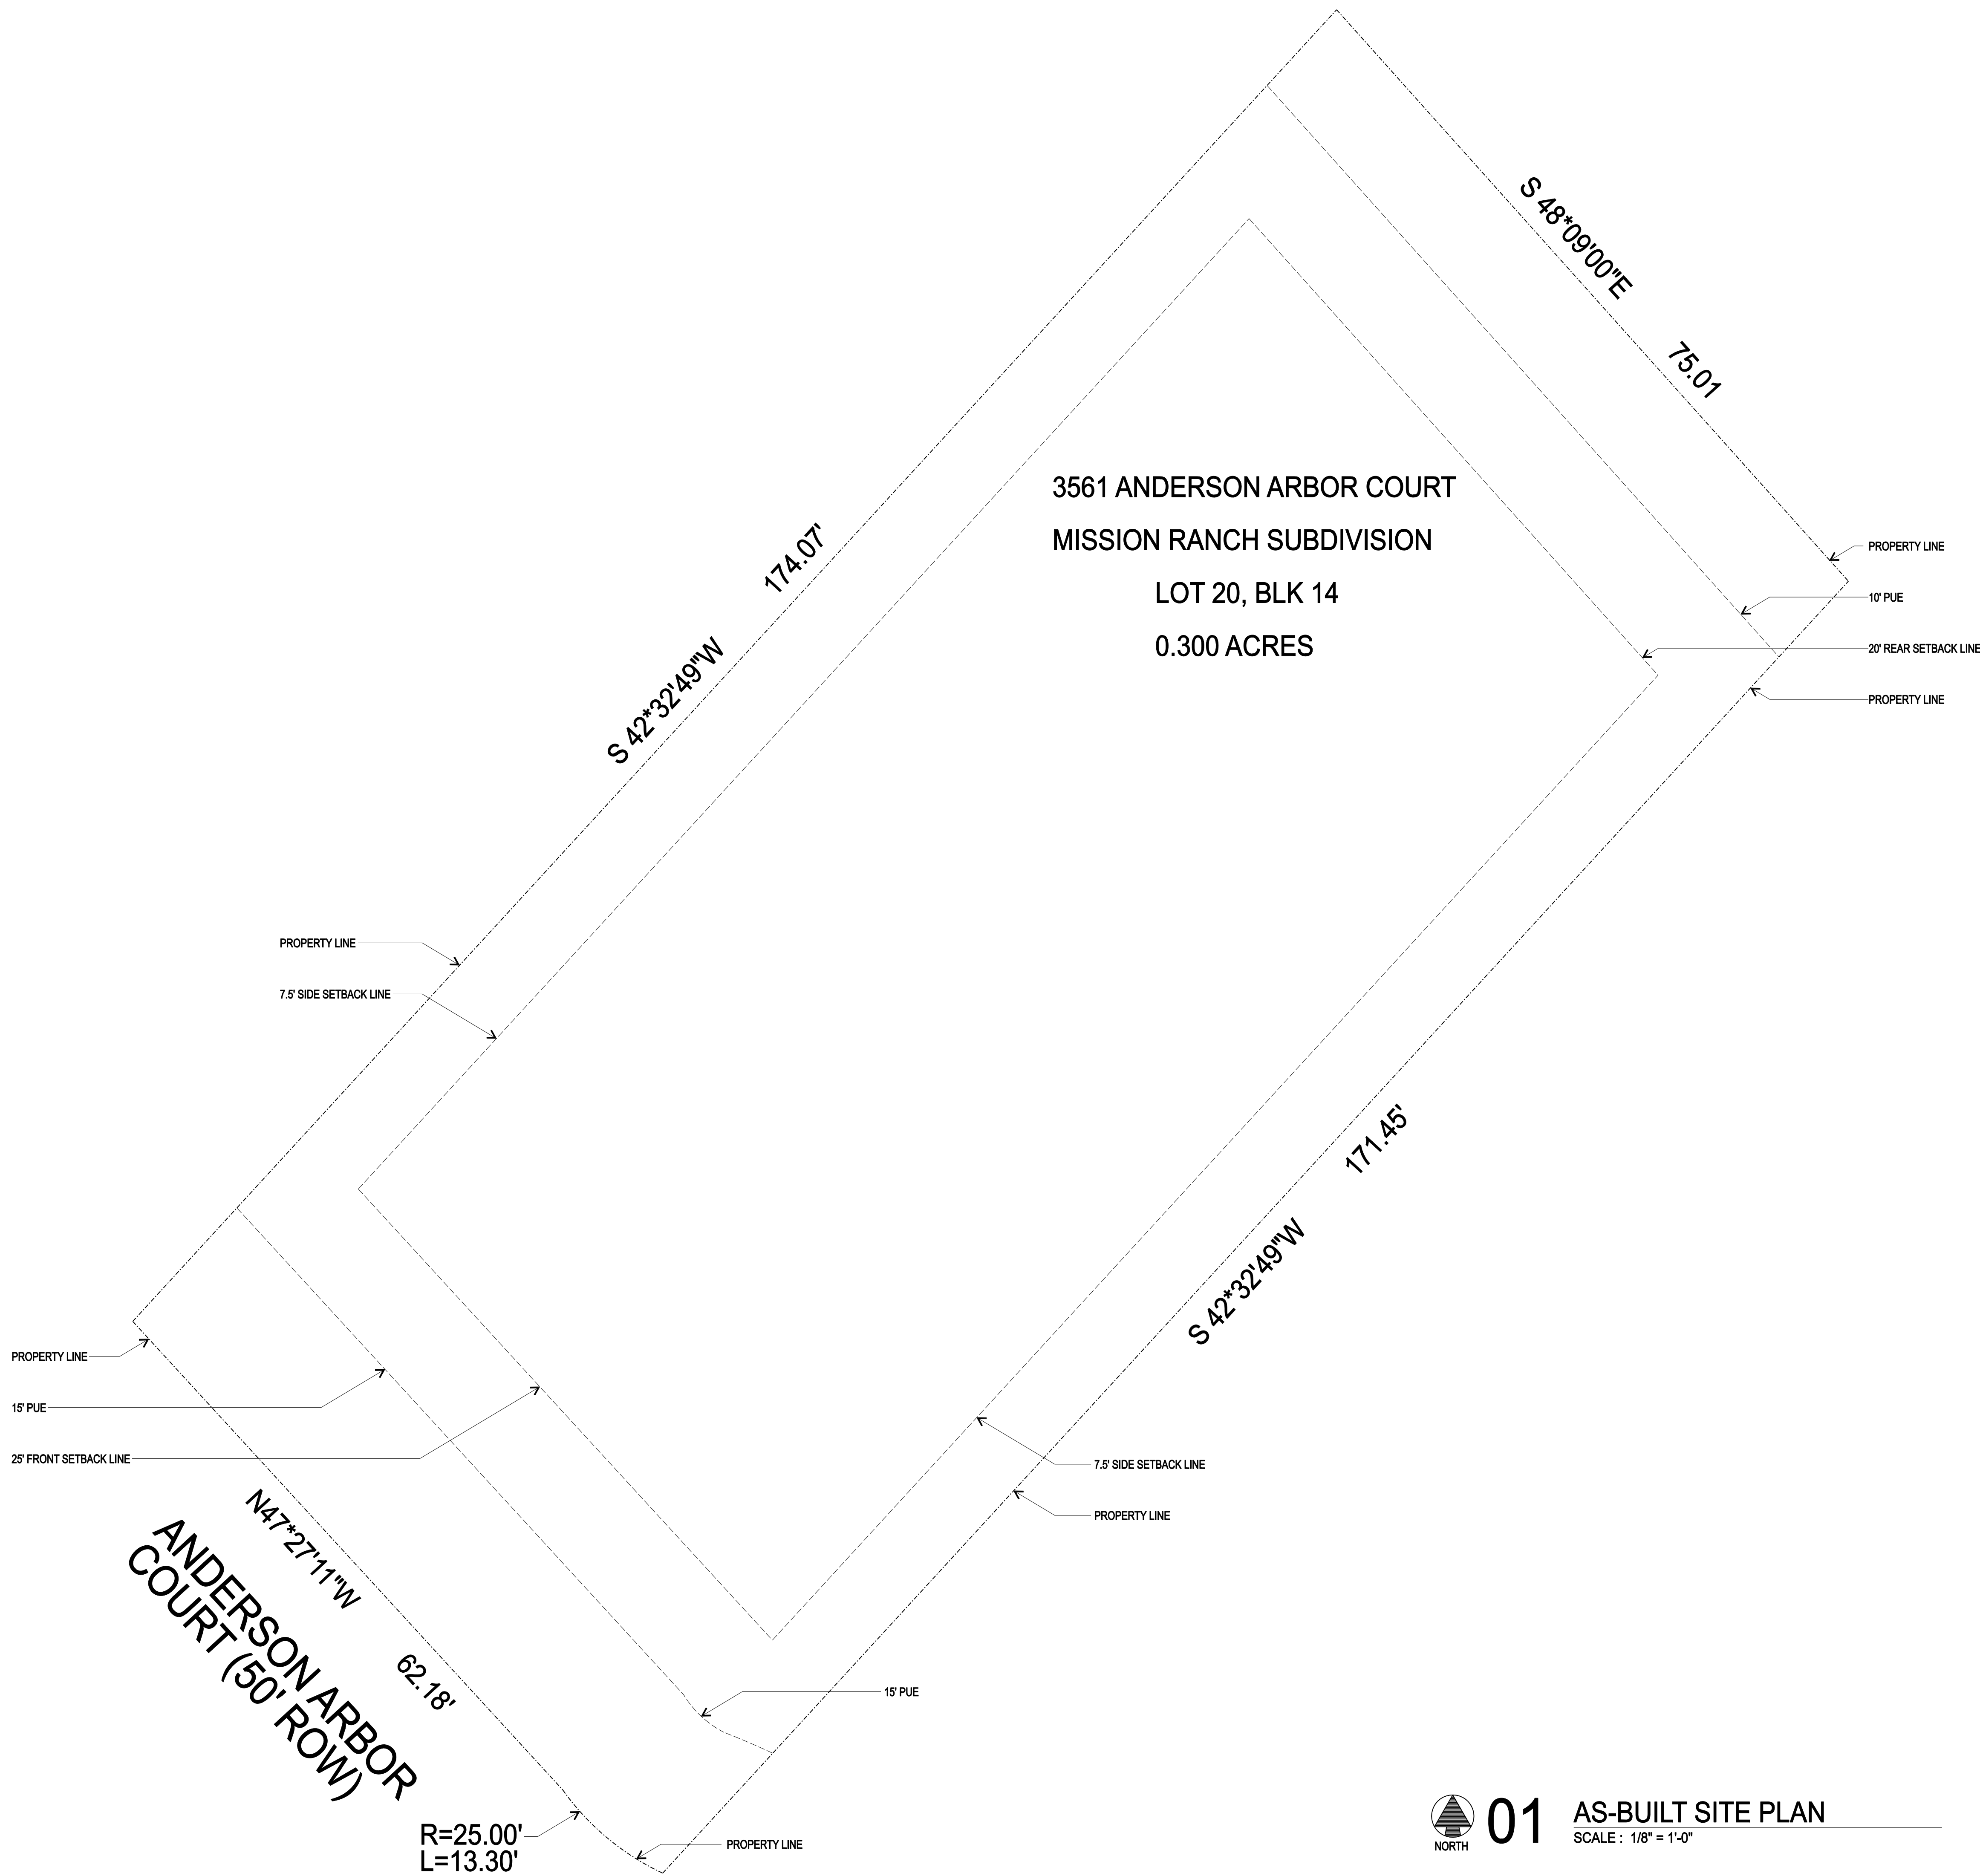 S 48*09'00"E
75.01
3561 ANDERSON ARBOR COURT
MISSION RANCH SUBDIVISION
LOT 20, BLK 14
0.300 ACRES
174.07'
S 42*32'49"W
PROPERTY LINE
10' PUE
20' REAR SETBACK LINE
PROPERTY LINE
PROPERTY LINE
7.5' SIDE SETBACK LINE
171.45'
S 42*32'49"W
PROPERTY LINE
15' PUE
25' FRONT SETBACK LINE
7.5' SIDE SETBACK LINE
PROPERTY LINE
N47*27'11"W
62.18'
ANDERSON ARBOR
COURT (50' ROW)
15' PUE
R=25.00'
L=13.30'
PROPERTY LINE
NORTH
01
AS-BUILT SITE PLAN
SCALE : 1/8" = 1'-0"